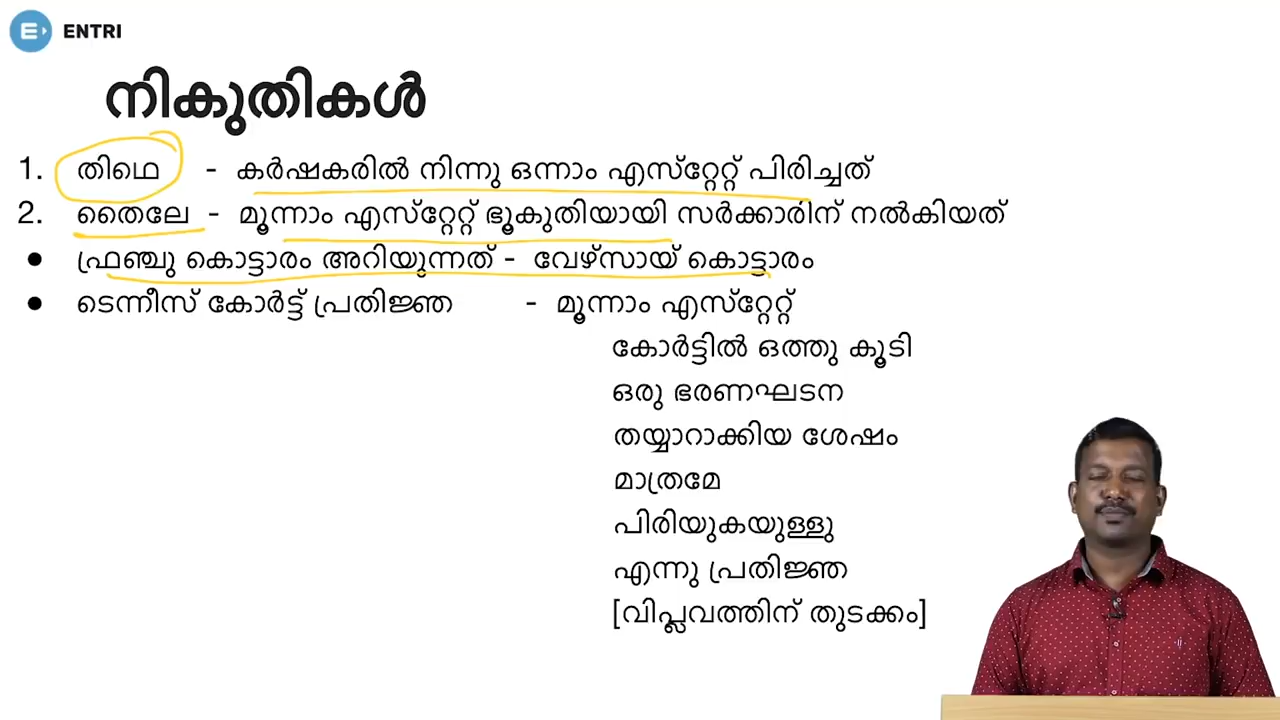 ENTRI
നികുതികൾ
1. തിഥെ - കർഷകരിൽ നിന്നു ഒന്നാം എസ്റ്റേറ്റ് പിരിച്ചത്
2. തൈലേ - മൂന്നാം എസ്റ്റേറ്റ് ഭൂകുതിയായി സർക്കാരിന് നൽകിയത്
● ഫ്രഞ്ചു കൊട്ടാരം അറിയുന്നത് - വേഴ്സായ് കൊട്ടാരം
● ടെന്നീസ് കോർട്ട് പ്രതിജ്ഞ - മൂന്നാം എസ്റ്റേറ്റ്
കോർട്ടിൽ ഒത്തു കൂടി
ഒരു ഭരണഘടന
തയ്യാറാക്കിയ ശേഷം
മാത്രമേ
പിരിയുകയുള്ളു
എന്നു പ്രതിജ്ഞ
[വിപ്ലവത്തിന് തുടക്കം]